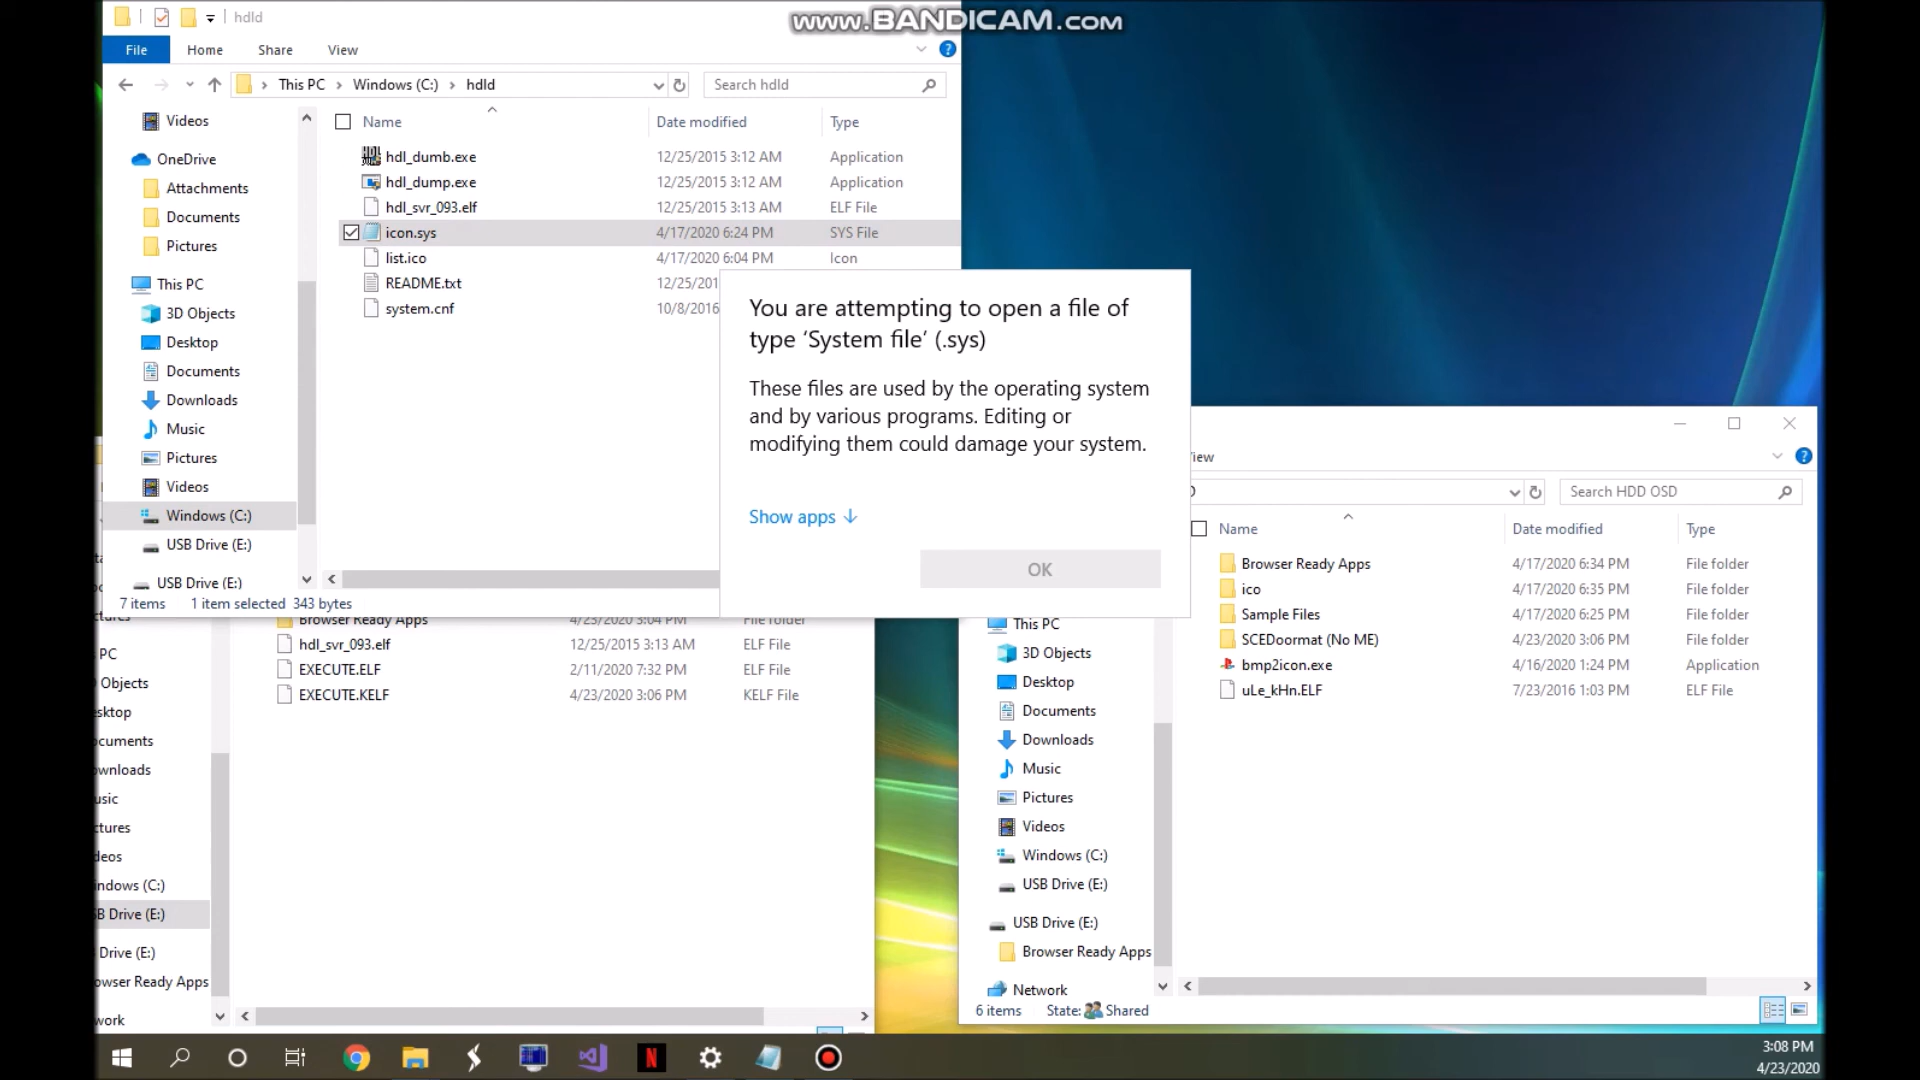 www.BANDICAM.com
hdld
File Home Share View
This PC Windows (C:) hdld
Search hdld
Videos
OneDrive
Attachments
Documents
Pictures
This PC
3D Objects
Desktop
Documents
Downloads
Music
Pictures
Videos
Windows (C:)
USB Drive (E:)
USB Drive (E:)
Name Date modified Type
hdl_dumb.exe 12/25/2015 3:12 AM Application
hdl_dump.exe 12/25/2015 3:12 AM Application
hdl_svr_093.elf 12/25/2015 3:13 AM ELF File
icon.sys 4/17/2020 6:24 PM SYS File
list.ico 4/17/2020 6:04 PM Icon
README.txt 12/25/201
system.cnf 10/8/2016
7 items 1 item selected 343 bytes
You are attempting to open a file of
type ‘System file’ (.sys)
These files are used by the operating system
and by various programs. Editing or
modifying them could damage your system.
Show apps
OK
Browser Ready Apps 4/23/2020 3:04 PM File folder
hdl_svr_093.elf 12/25/2015 3:13 AM ELF File
EXECUTE.ELF 2/11/2020 7:32 PM ELF File
EXECUTE.KELF 4/23/2020 3:06 PM KELF File
ctures
PC
Objects
sktop
ocuments
ownloads
usic
ctures
deos
indows (C:)
SB Drive (E:)
Drive (E:)
owser Ready Apps
work
iew
Search HDD OSD
Name Date modified Type
Browser Ready Apps 4/17/2020 6:34 PM File folder
ico 4/17/2020 6:35 PM File folder
Sample Files 4/17/2020 6:25 PM File folder
SCEDoormat (No ME) 4/23/2020 3:06 PM File folder
bmp2icon.exe 4/16/2020 1:24 PM Application
uLe_kHn.ELF 7/23/2016 1:03 PM ELF File
This PC
3D Objects
Desktop
Documents
Downloads
Music
Pictures
Videos
Windows (C:)
USB Drive (E:)
USB Drive (E:)
Browser Ready Apps
Network
6 items State: Shared
3:08 PM
4/23/2020